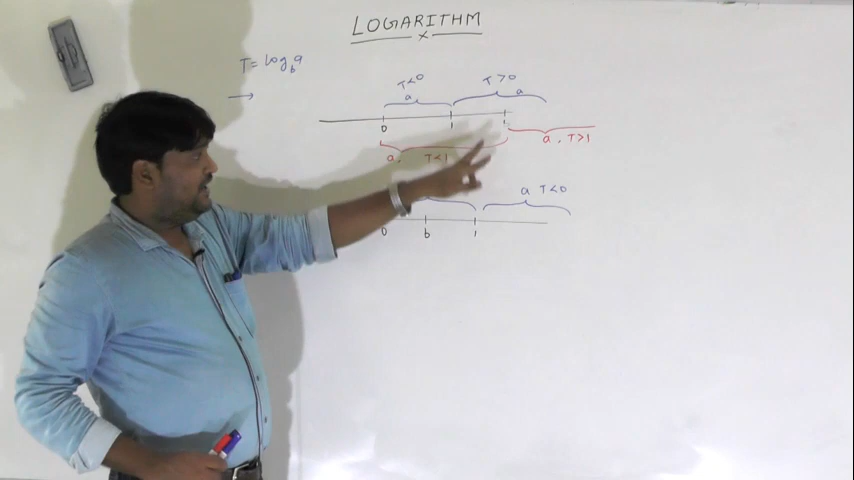 LOGARITHM
x
T = log_b a
T<0 T>0
a a
0 1
a, T<1 a, T>1
a T<0
0 b 1